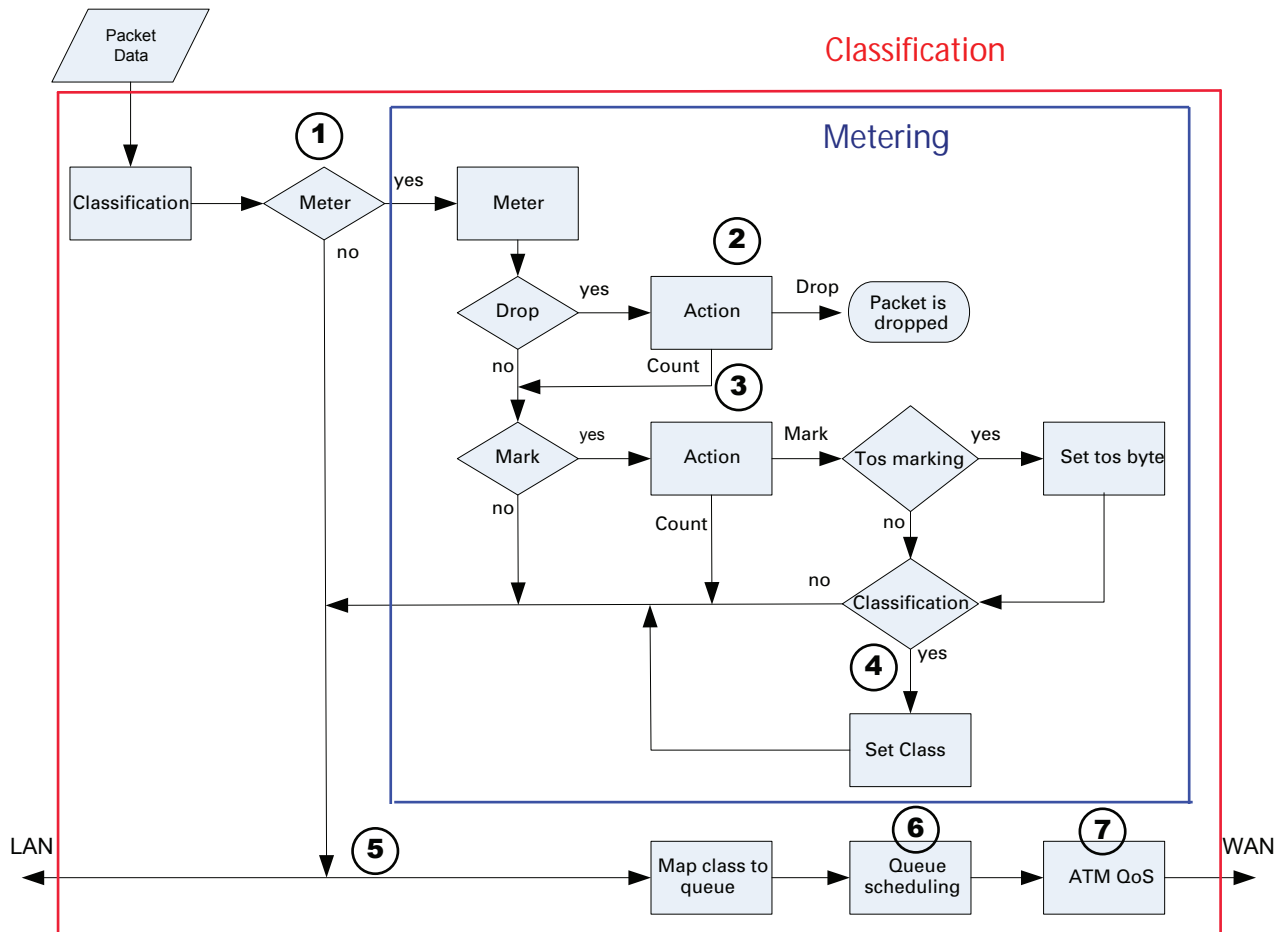 Packet
Data
Classification
1
Metering
Classification
Meter
yes
Meter
no
2
Drop
yes
Action
Drop
Packet is
dropped
no
Count
3
Mark
yes
Action
Mark
Tos marking
yes
Set tos byte
no
Count
no
no
Classification
4
yes
Set Class
LAN
5
Map class to
queue
6
Queue
scheduling
7
ATM QoS
WAN